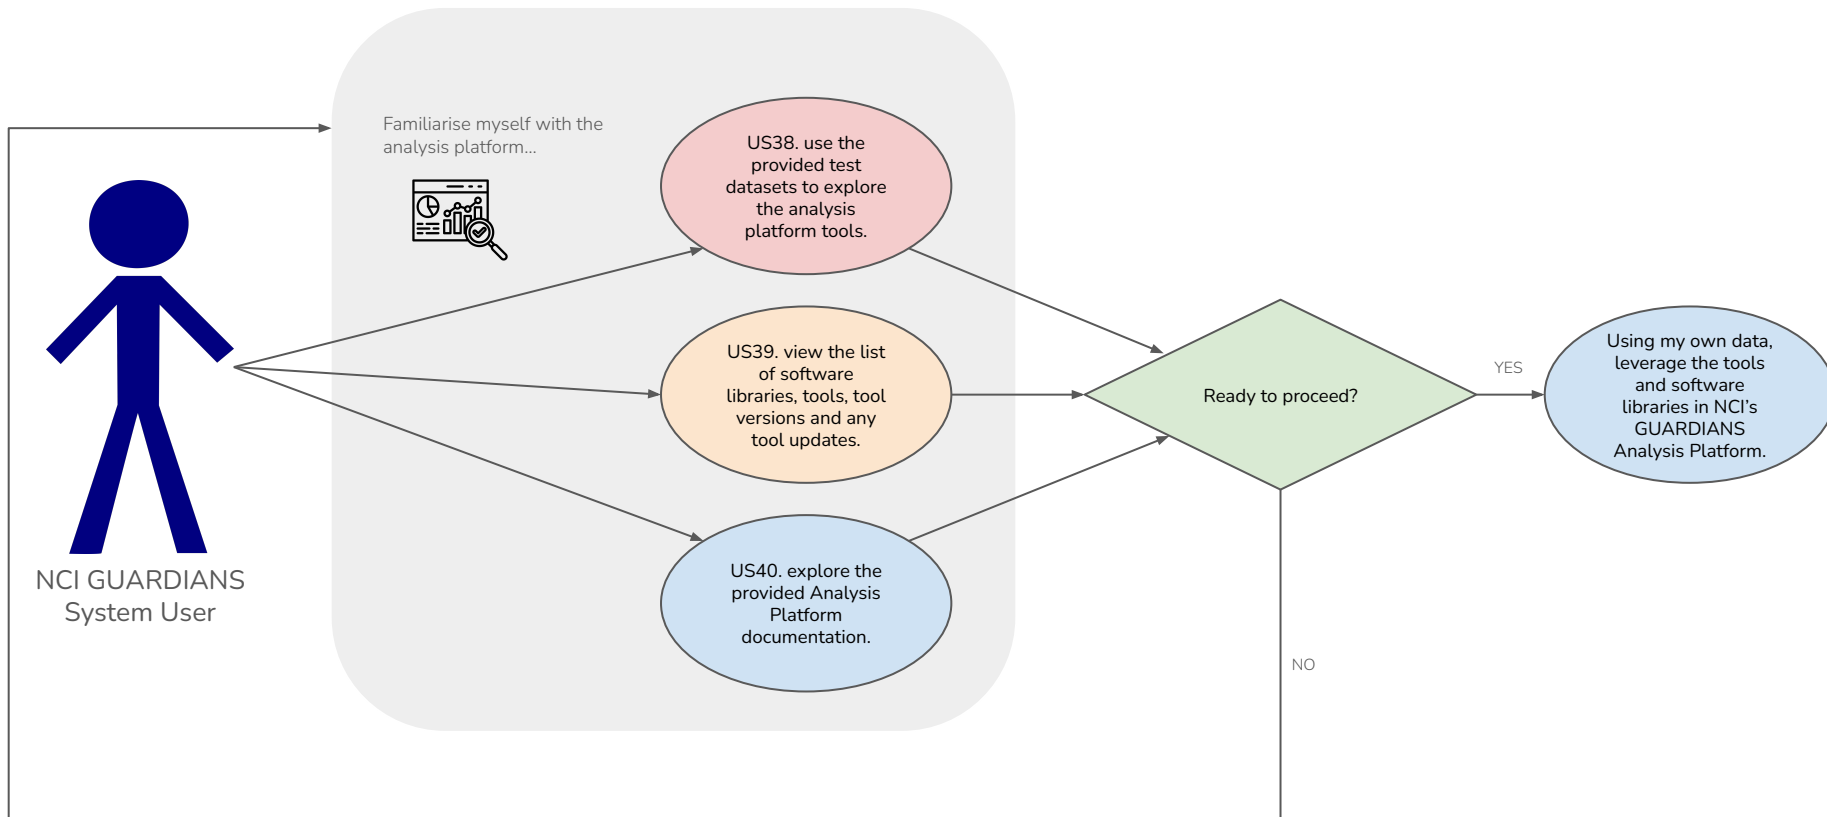 Familiarise myself with the
analysis platform...
US38. use the
provided test
datasets to explore
the analysis
platform tools.
US39. view the list
of software
libraries, tools, tool
versions and any
tool updates.
US40. explore the
provided Analysis
Platform
documentation.
NCI GUARDIANS
System User
Ready to proceed?
YES
NO
Using my own data,
leverage the tools
and software
libraries in NCI’s
GUARDIANS
Analysis Platform.